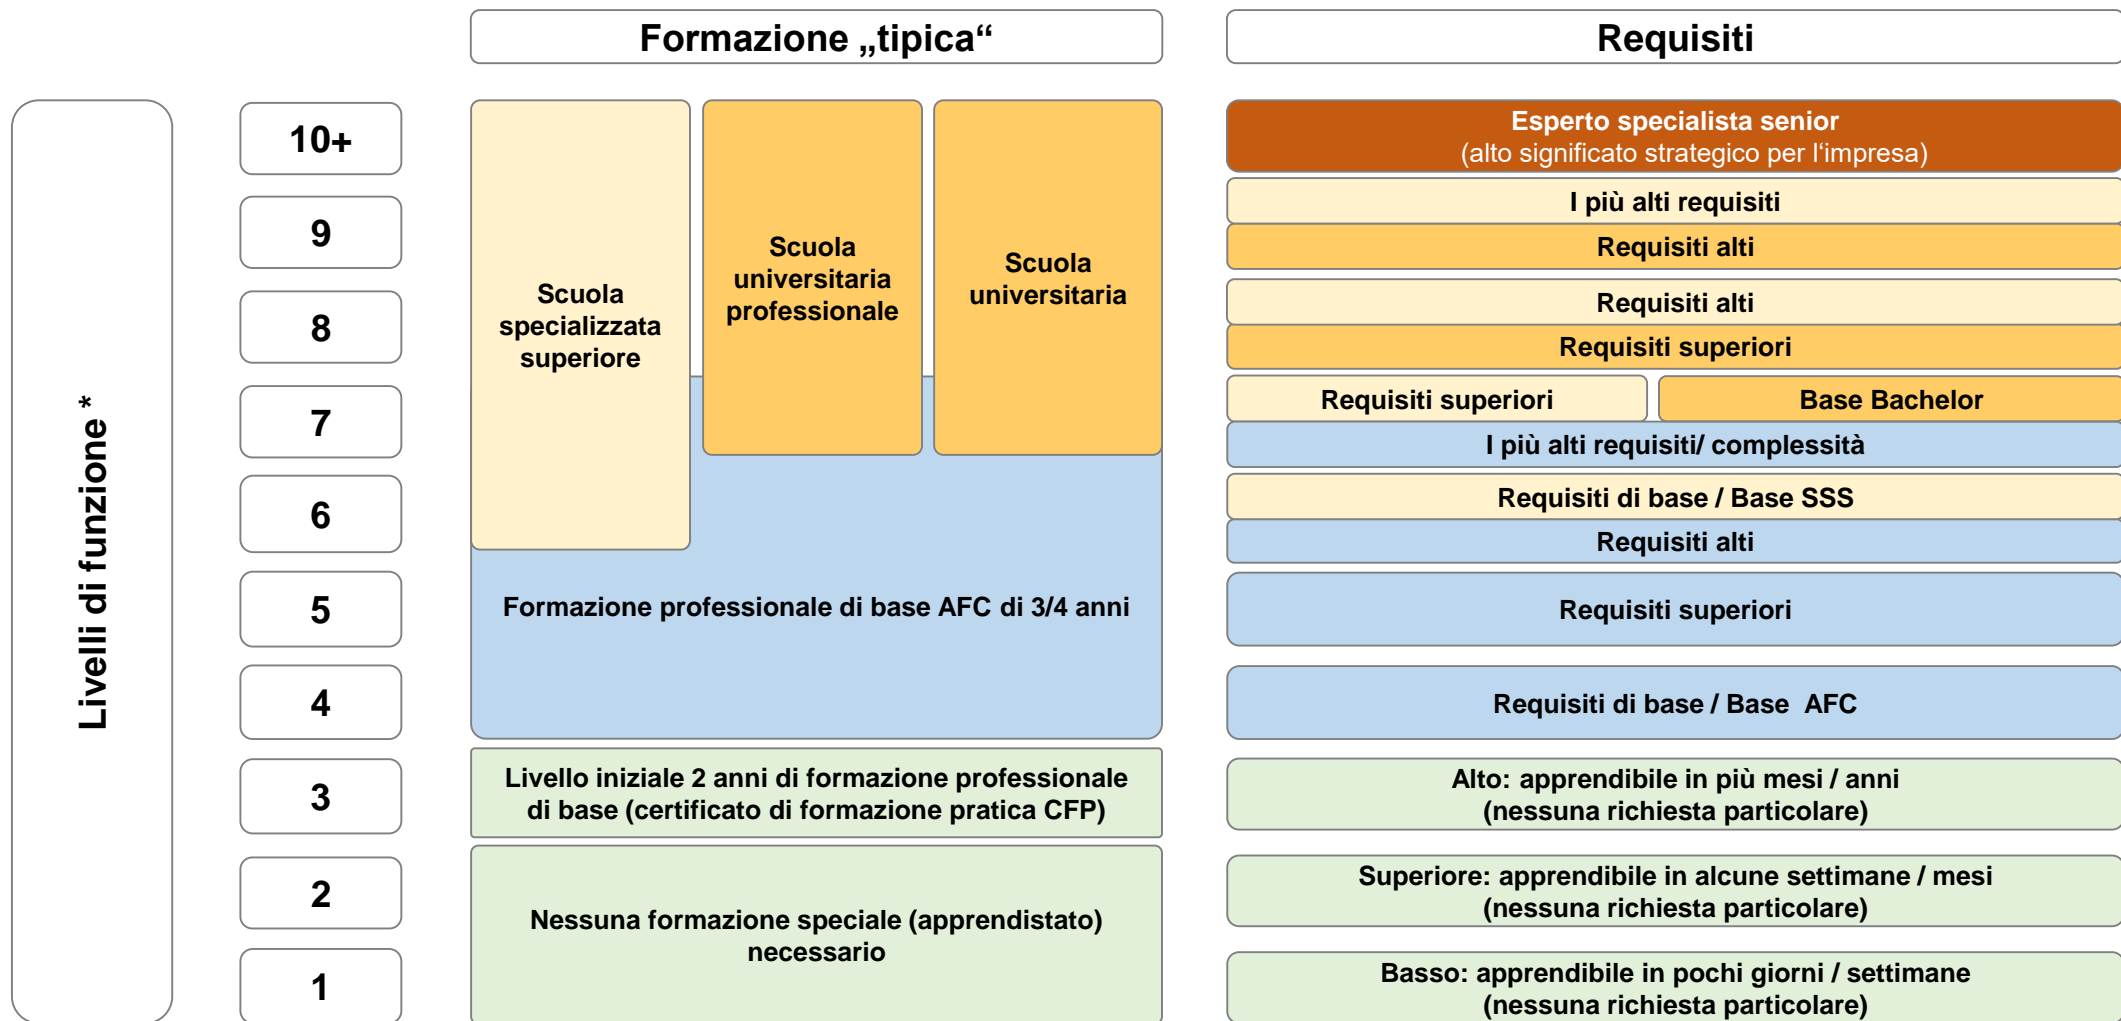 Formazione „tipica“
Requisiti
Livelli di funzione *
10+
9
8
7
6
5
4
3
2
1
Scuola
specializzata
superiore
Scuola
universitaria
professionale
Scuola
universitaria
Formazione professionale di base AFC di 3/4 anni
Livello iniziale 2 anni di formazione professionale
di base (certificato di formazione pratica CFP)
Nessuna formazione speciale (apprendistato)
necessario
Esperto specialista senior
(alto significato strategico per l‘impresa)
I più alti requisiti
Requisiti alti
Requisiti alti
Requisiti superiori
Requisiti superiori
Base Bachelor
I più alti requisiti/ complessità
Requisiti di base / Base SSS
Requisiti alti
Requisiti superiori
Requisiti di base / Base  AFC
Alto: apprendibile in più mesi / anni
(nessuna richiesta particolare)
Superiore: apprendibile in alcune settimane / mesi
(nessuna richiesta particolare)
Basso: apprendibile in pochi giorni / settimane
(nessuna richiesta particolare)